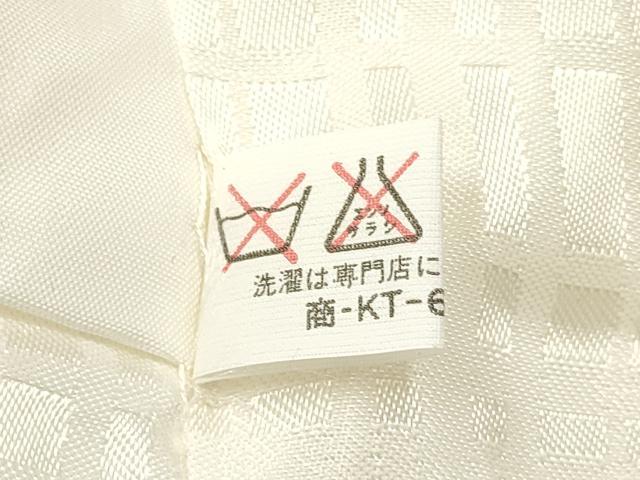 エンソ
サラシ
洗濯は専門店に
商-KT-6